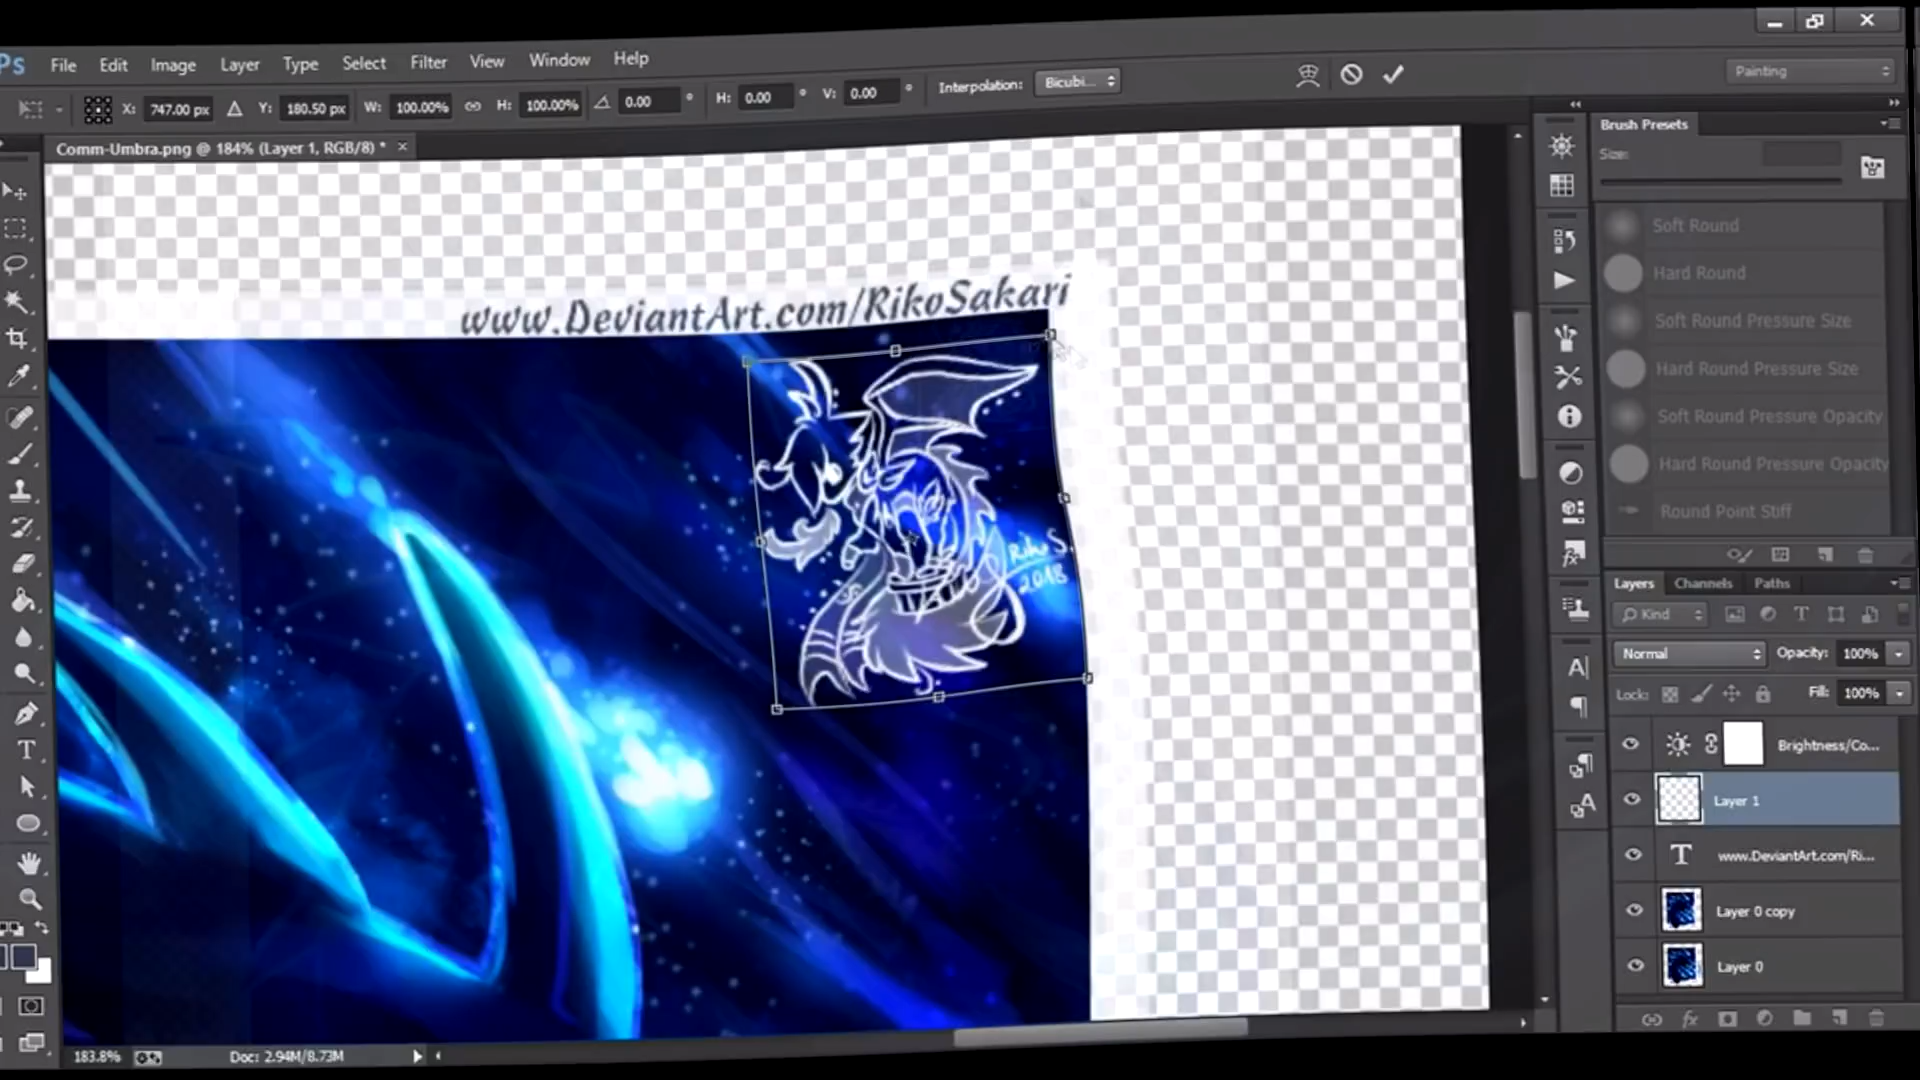 Ps File Edit Image Layer Type Select Filter View Window Help
Painting
X: 747.00 px Y: 180.50 px W: 100.00% H: 100.00% 0.00 ° H: 0.00 ° V: 0.00 ° Interpolation: Bicubi...
Comm-Umbra.png @ 184% (Layer 1, RGB/8) * ×
www.DeviantArt.com/RikoSakari
Riko S.
2018
183.8%
Doc: 2.94M/8.73M
Brush Presets
Size:
Soft Round
Hard Round
Soft Round Pressure Size
Hard Round Pressure Size
Soft Round Pressure Opacity
Hard Round Pressure Opacity
Round Point Stiff
Layers Channels Paths
Kind
Normal Opacity: 100%
Lock: Fill: 100%
Brightness/Co...
Layer 1
www.DeviantArt.com/Ri...
Layer 0 copy
Layer 0